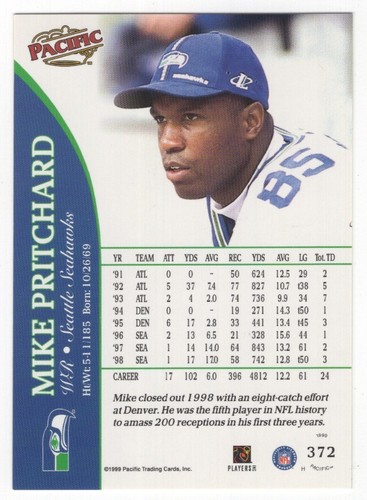 PACIFIC
seahawks
85
MIKE PRITCHARD
WR • Seattle Seahawks
Ht/Wt: 5-11/185 Born: 10/26/69
YR TEAM ATT YDS AVG REC YDS AVG LG Tot. TD
'91 ATL 0 0 - 50 624 12.5 29 2
'92 ATL 5 37 7.4 77 827 10.7 t38 5
'93 ATL 2 4 2.0 74 736 9.9 34 7
'94 DEN 0 0 - 19 271 14.3 t50 1
'95 DEN 6 17 2.8 33 441 13.4 t45 3
'96 SEA 2 13 6.5 21 328 15.6 44 1
'97 SEA 1 14 14.0 64 843 13.2 61 2
'98 SEA 1 17 17.0 58 742 12.8 t50 3
CAREER 17 102 6.0 396 4812 12.2 61 24
Mike closed out 1998 with an eight-catch effort
at Denver. He was the fifth player in NFL history
to amass 200 receptions in his first three years.
©1999 Pacific Trading Cards, Inc.
PLAYERS INC
372